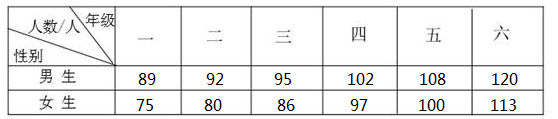 人数/人 年级 一 二 三 四 五 六
性别
男 生 89 92 95 102 108 120
女 生 75 80 86 97 100 113